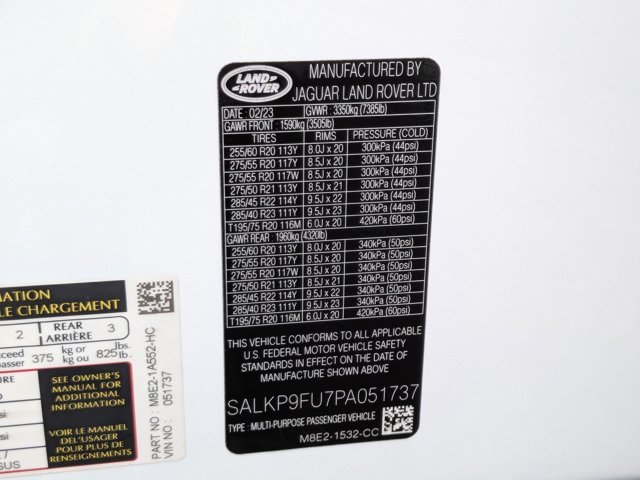 LAND ROVER
MANUFACTURED BY
JAGUAR LAND ROVER LTD
DATE : 02/23 GVWR : 3350kg (7385lb)
GAWR FRONT : 1590kg (3505lb)
TIRES RIMS PRESSURE (COLD)
255/60 R20 113Y 8.0J x 20 300kPa (44psi)
275/55 R20 117Y 8.5J x 20 300kPa (44psi)
275/55 R20 117W 8.5J x 20 300kPa (44psi)
275/50 R21 113Y 8.5J x 21 300kPa (44psi)
285/45 R22 114Y 9.5J x 22 300kPa (44psi)
285/40 R23 111Y 9.5J x 23 300kPa (44psi)
T195/75 R20 116M 6.0J x 20 420kPa (60psi)
GAWR REAR : 1960kg (4320lb)
255/60 R20 113Y 8.0J x 20 340kPa (50psi)
275/55 R20 117Y 8.5J x 20 340kPa (50psi)
275/55 R20 117W 8.5J x 20 340kPa (50psi)
275/50 R21 113Y 8.5J x 21 340kPa (50psi)
285/45 R22 114Y 9.5J x 22 340kPa (50psi)
285/40 R23 111Y 9.5J x 23 340kPa (50psi)
T195/75 R20 116M 6.0J x 20 420kPa (60psi)
THIS VEHICLE CONFORMS TO ALL APPLICABLE
U.S. FEDERAL MOTOR VEHICLE SAFETY
STANDARDS IN EFFECT ON THE DATE OF
MANUFACTURE SHOWN ABOVE.
SALKP9FU7PA051737
TYPE : MULTI-PURPOSE PASSENGER VEHICLE
M8E2-1532-CC
MATION
LE CHARGEMENT
2 REAR ARRIÈRE 3
xceed
passer 375 kg or kg ou 825 lbs. lb.
SURE
D
SEE OWNER'S
MANUAL FOR
ADDITIONAL
INFORMATION
VOIR LE MANUEL
DE L'USAGER
POUR PLUS DE
RENSEIGNEMENTS
PART NO: M8E2-1A552-HC
VIN NO : 051737